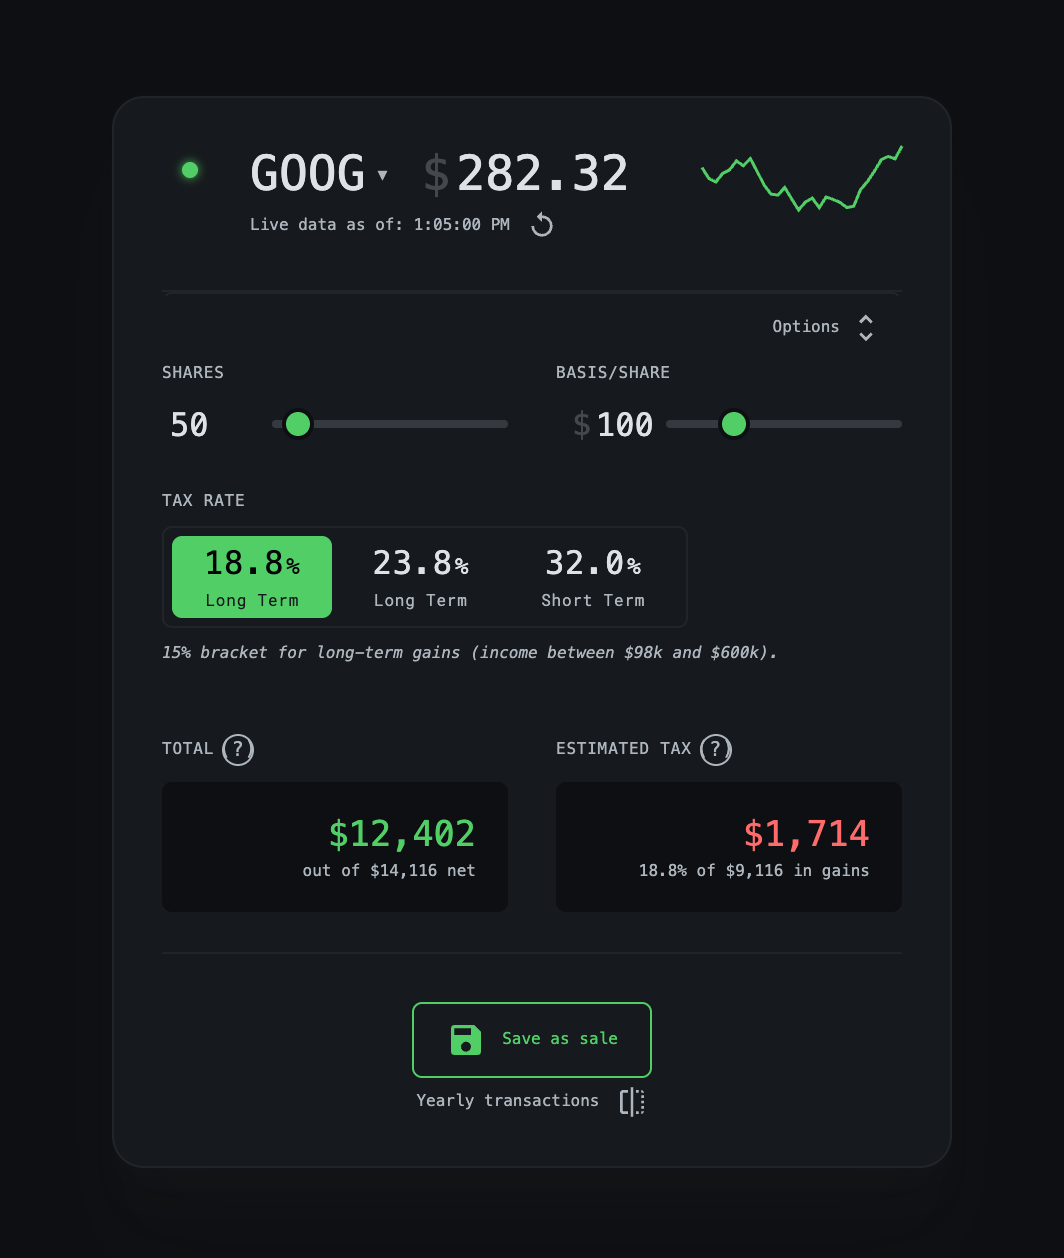 GOOG ▾ $282.32
Live data as of: 1:05:00 PM
Options
SHARES
50
BASIS/SHARE
$100
TAX RATE
18.8%
Long Term
23.8%
Long Term
32.0%
Short Term
15% bracket for long-term gains (income between $98k and $600k).
TOTAL ?
$12,402
out of $14,116 net
ESTIMATED TAX ?
$1,714
18.8% of $9,116 in gains
Save as sale
Yearly transactions